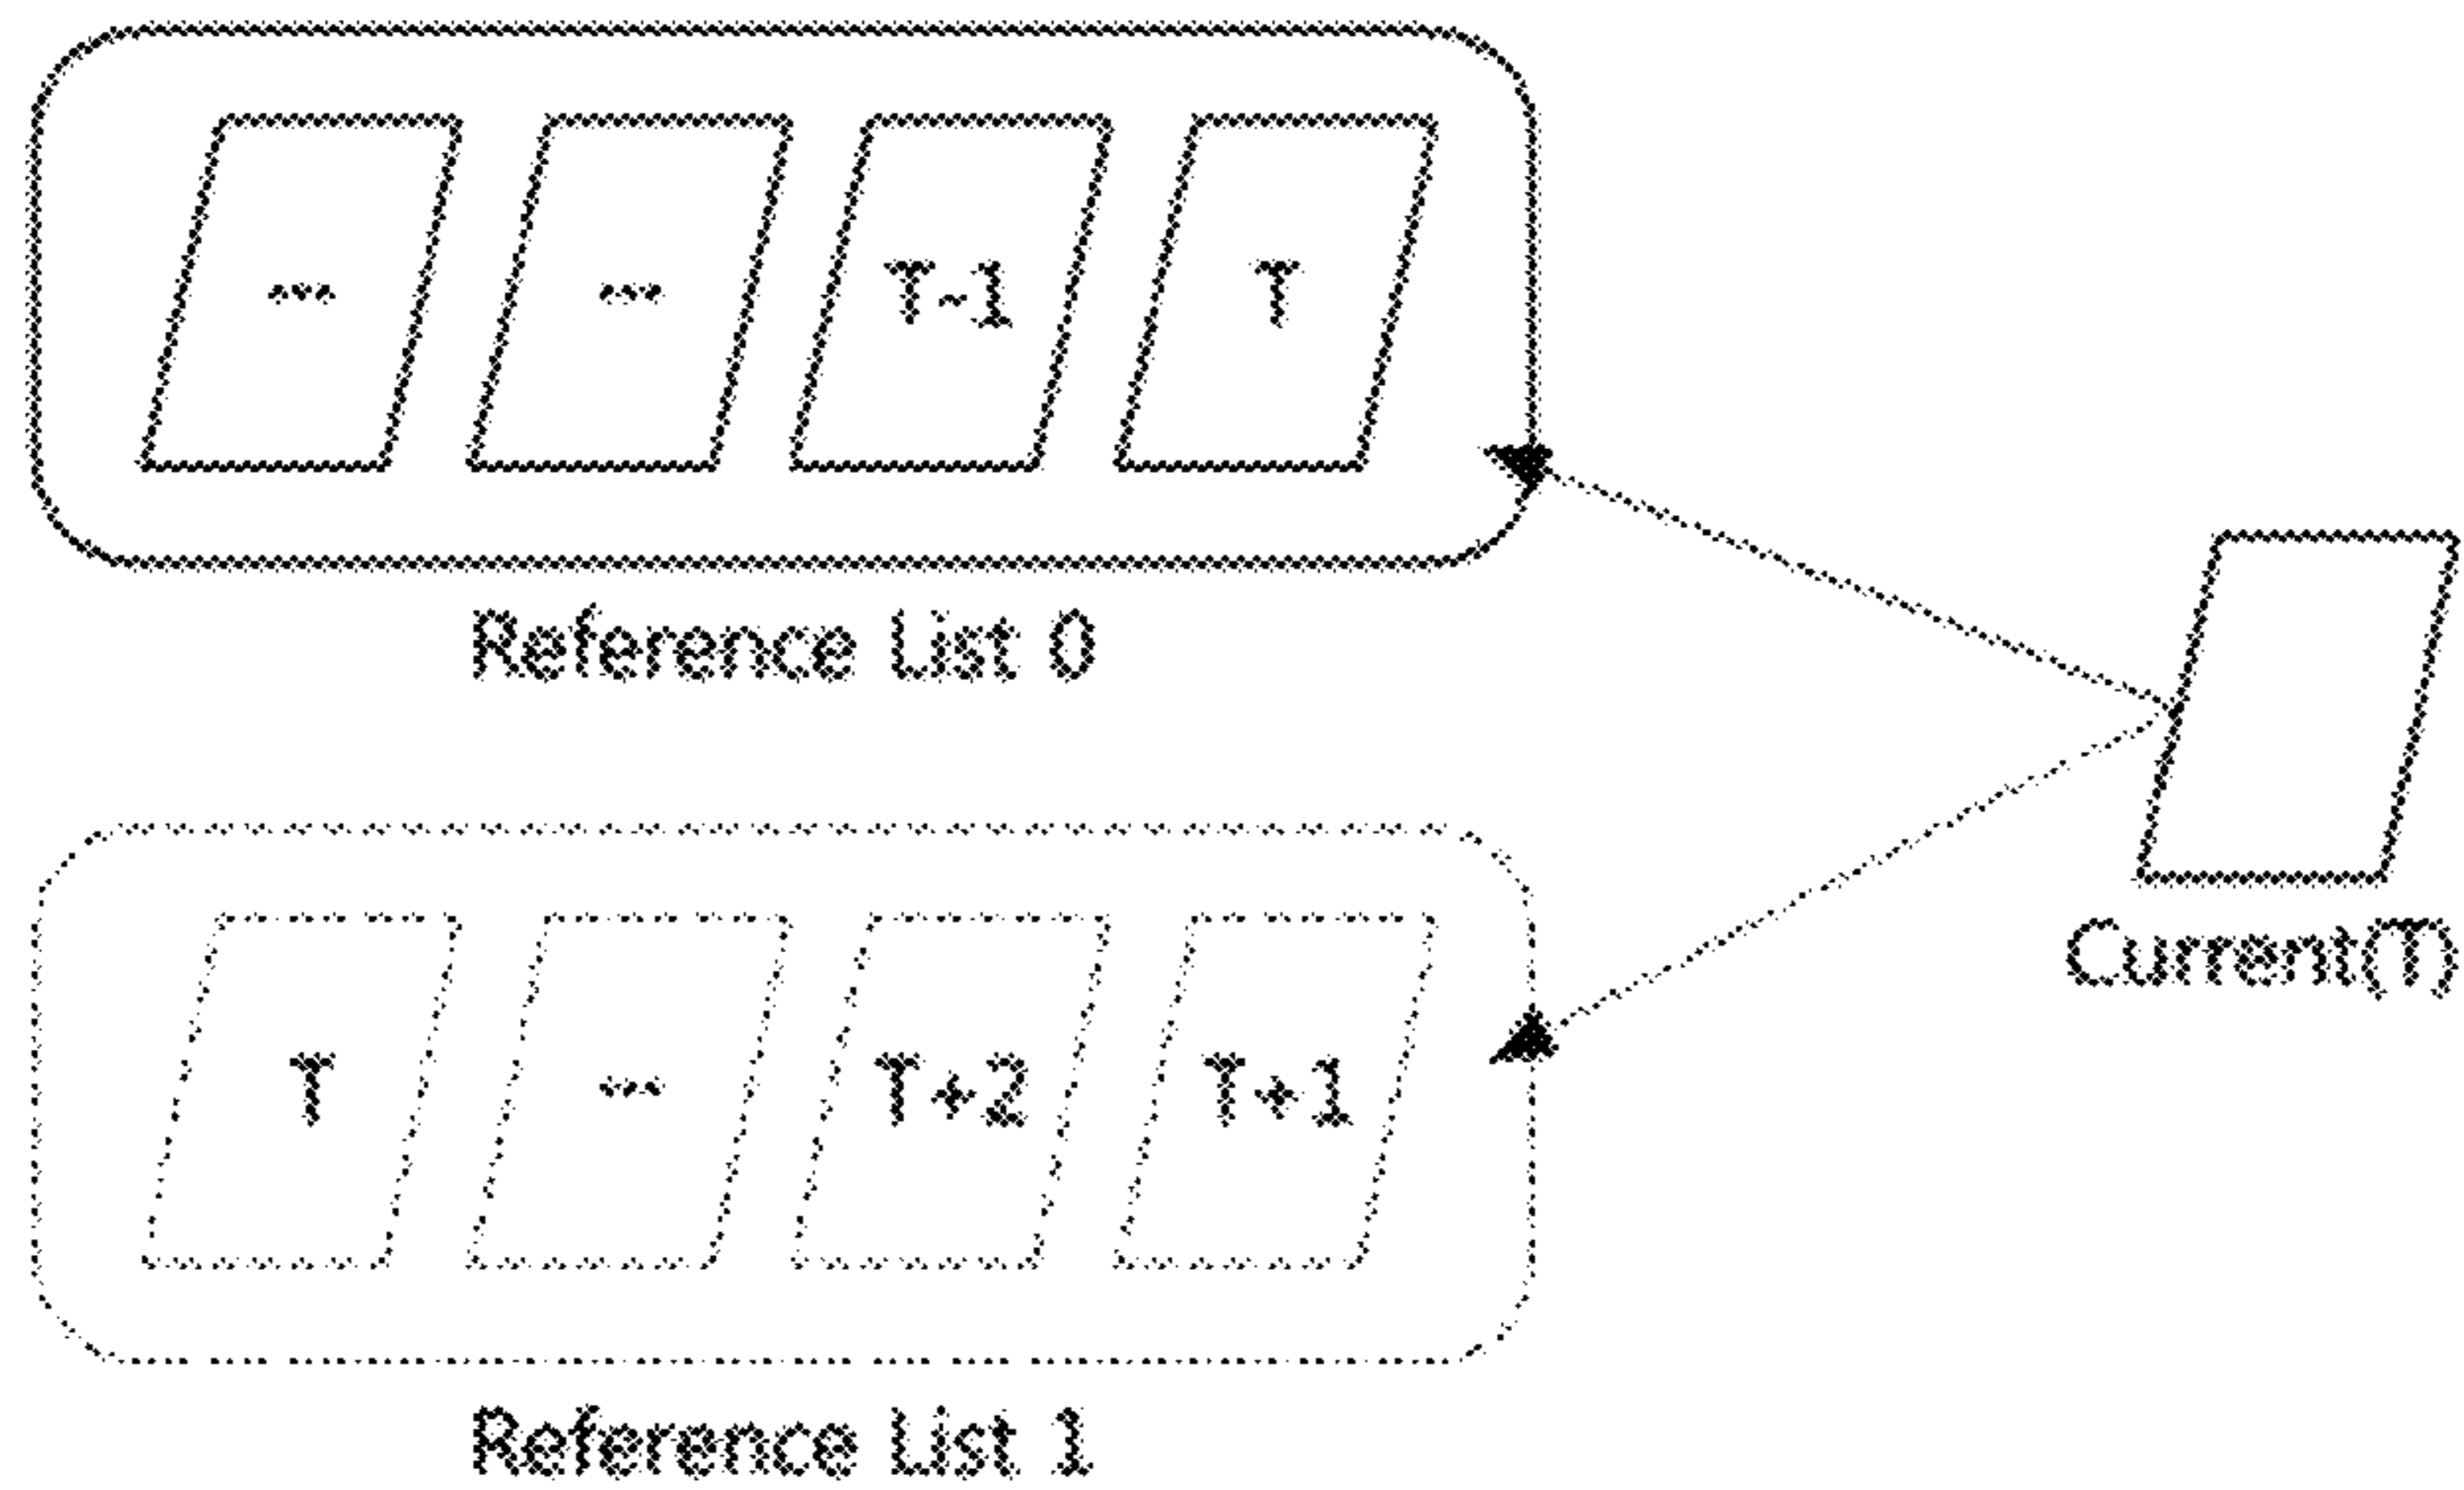 ... ... T-1 T
Reference List 0
Current(T)
T ... T+2 T+1
Reference List 1